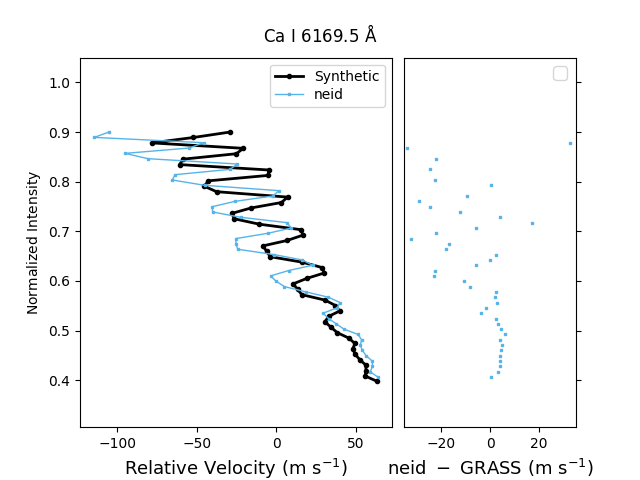 Ca I 6169.5 Å
Synthetic
neid
1.0
0.9
0.8
0.7
0.6
0.5
0.4
Normalized Intensity
−100
−50
0
50
−20
0
20
Relative Velocity (m s⁻¹)
neid − GRASS (m s⁻¹)